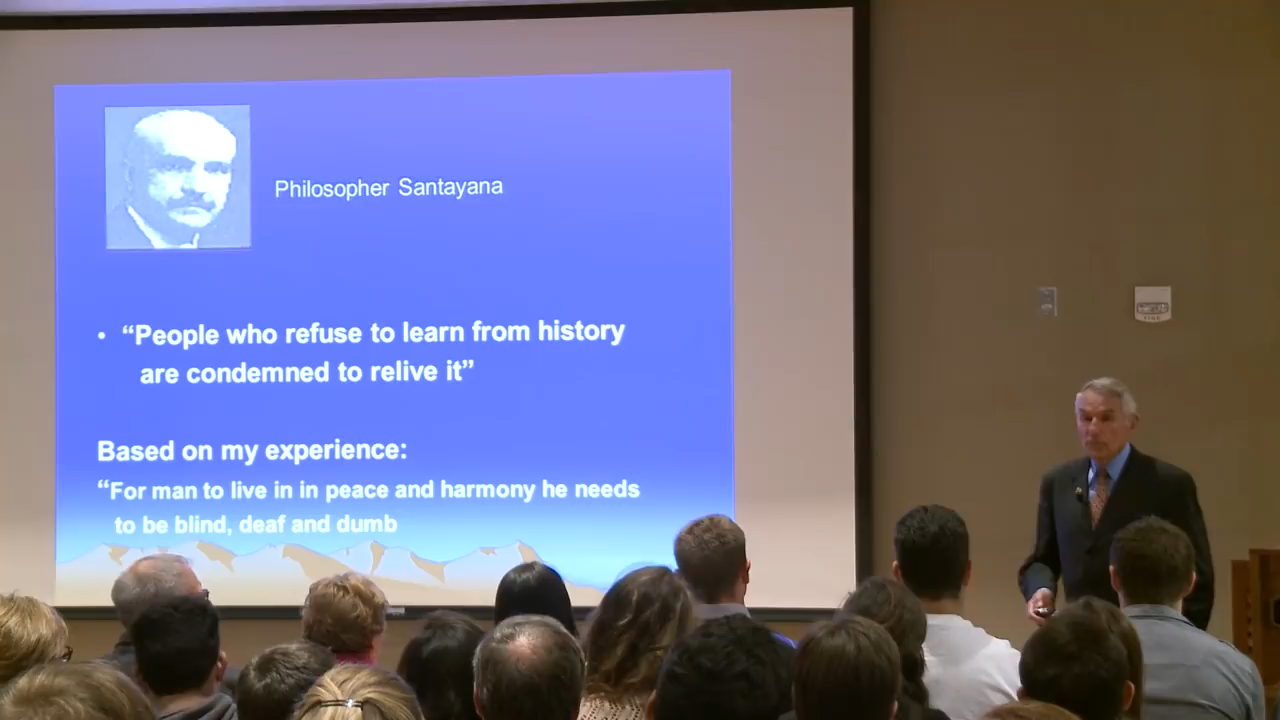 Philosopher Santayana
• “People who refuse to learn from history
are condemned to relive it”
Based on my experience:
“For man to live in in peace and harmony he needs
to be blind, deaf and dumb
FIRE